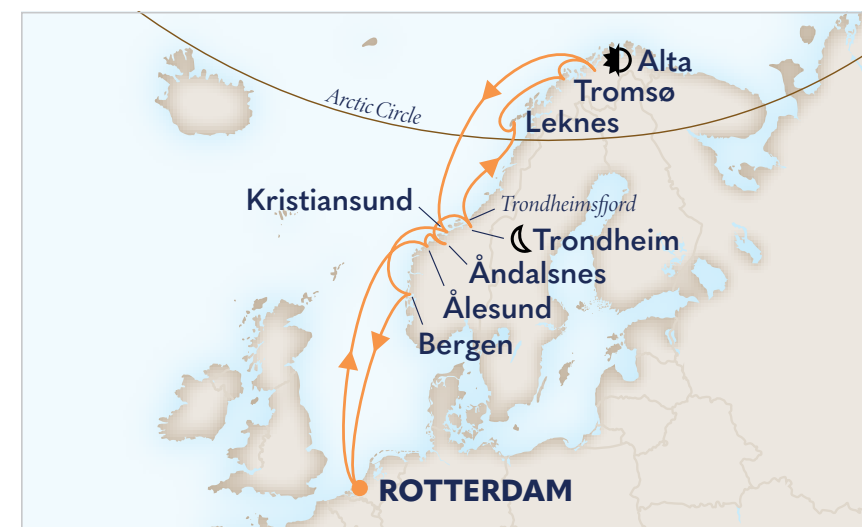 Alta
Tromsø
Arctic Circle
Leknes
Kristiansund
Trondheimsfjord
Trondheim
Åndalsnes
Ålesund
Bergen
ROTTERDAM